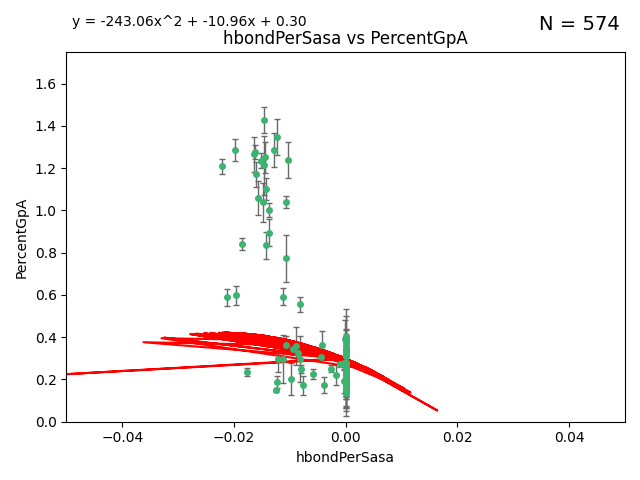 y = -243.06x^2 + -10.96x + 0.30
N = 574
hbondPerSasa vs PercentGpA
PercentGpA
1.6
1.4
1.2
1.0
0.8
0.6
0.4
0.2
0.0
−0.04
−0.02
0.00
0.02
0.04
hbondPerSasa